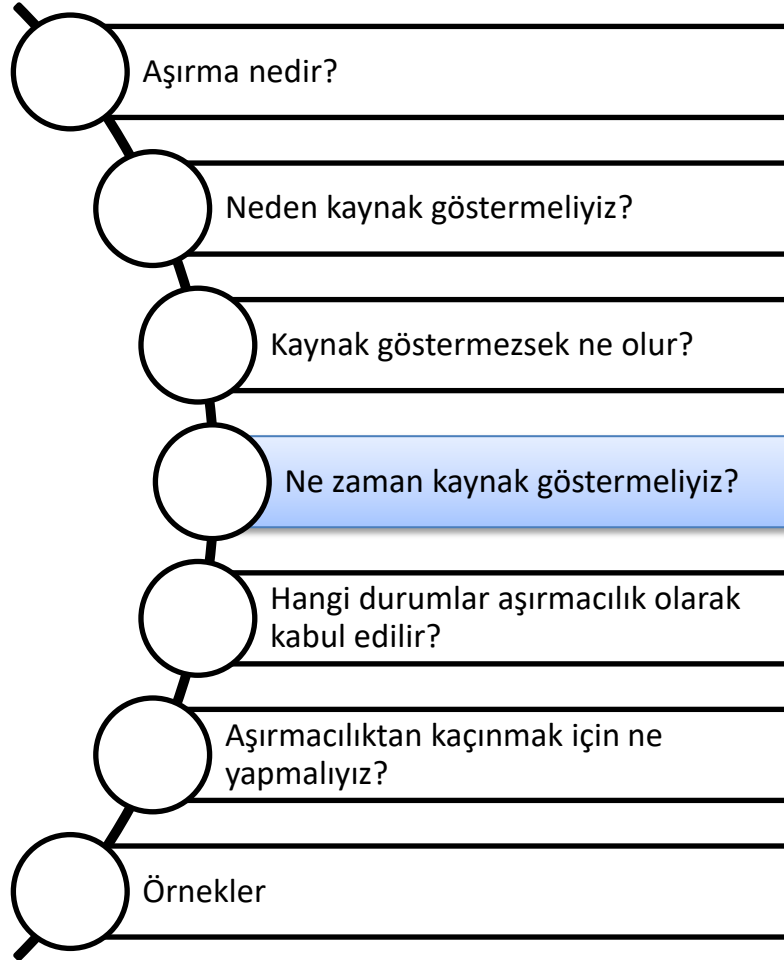 Aşırma nedir?
Neden kaynak göstermeliyiz?
Kaynak göstermezsek ne olur?
Ne zaman kaynak göstermeliyiz?
Hangi durumlar aşırmacılık olarak
kabul edilir?
Aşırmacılıktan kaçınmak için ne
yapmalıyız?
Örnekler